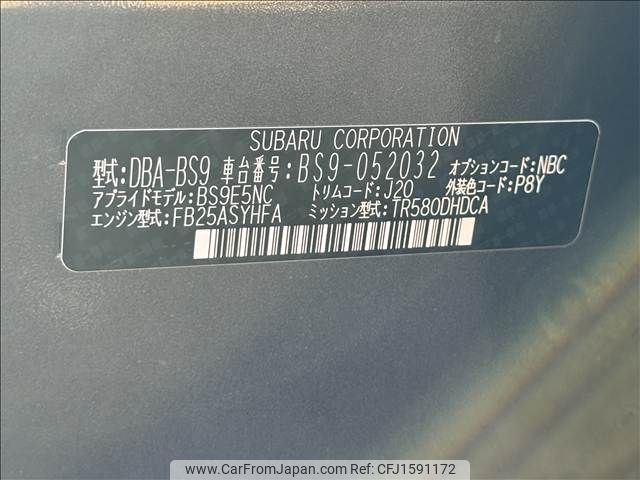 SUBARU CORPORATION
型式:DBA-BS9 車台番号:BS9-052032 オプションコード:NBC
アプライドモデル:BS9E5NC トリムコード:J20 外装色コード:P8Y
エンジン型式:FB25ASYHFA ミッション型式:TR580DHDCA
www.CarFromJapan.com - ID: CFJ1591172